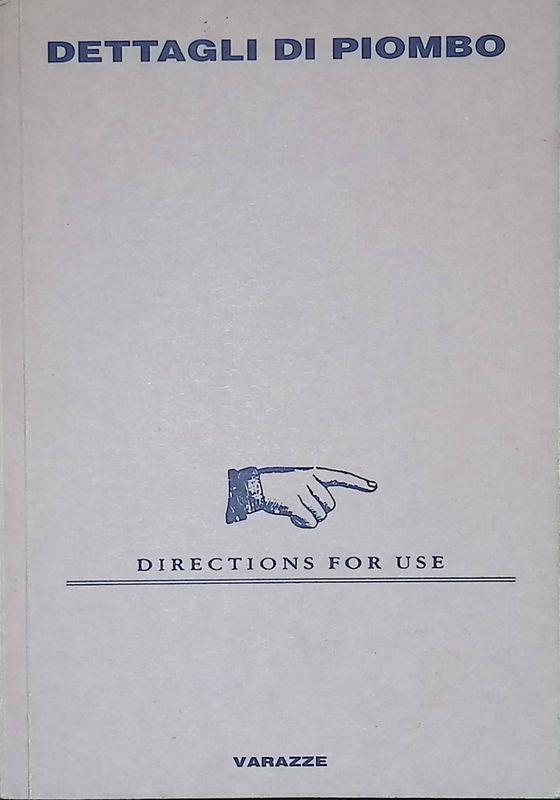 DETTAGLI DI PIOMBO
DIRECTIONS FOR USE
VARAZZE